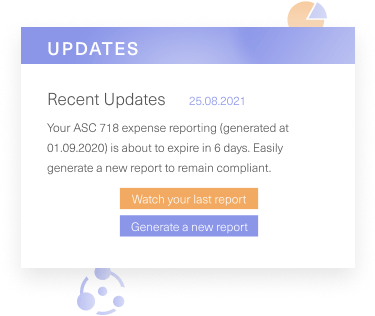 UPDATES
Recent Updates 25.08.2021
Your ASC 718 expense reporting (generated at
01.09.2020) is about to expire in 6 days. Easily
generate a new report to remain compliant.
Watch your last report
Generate a new report